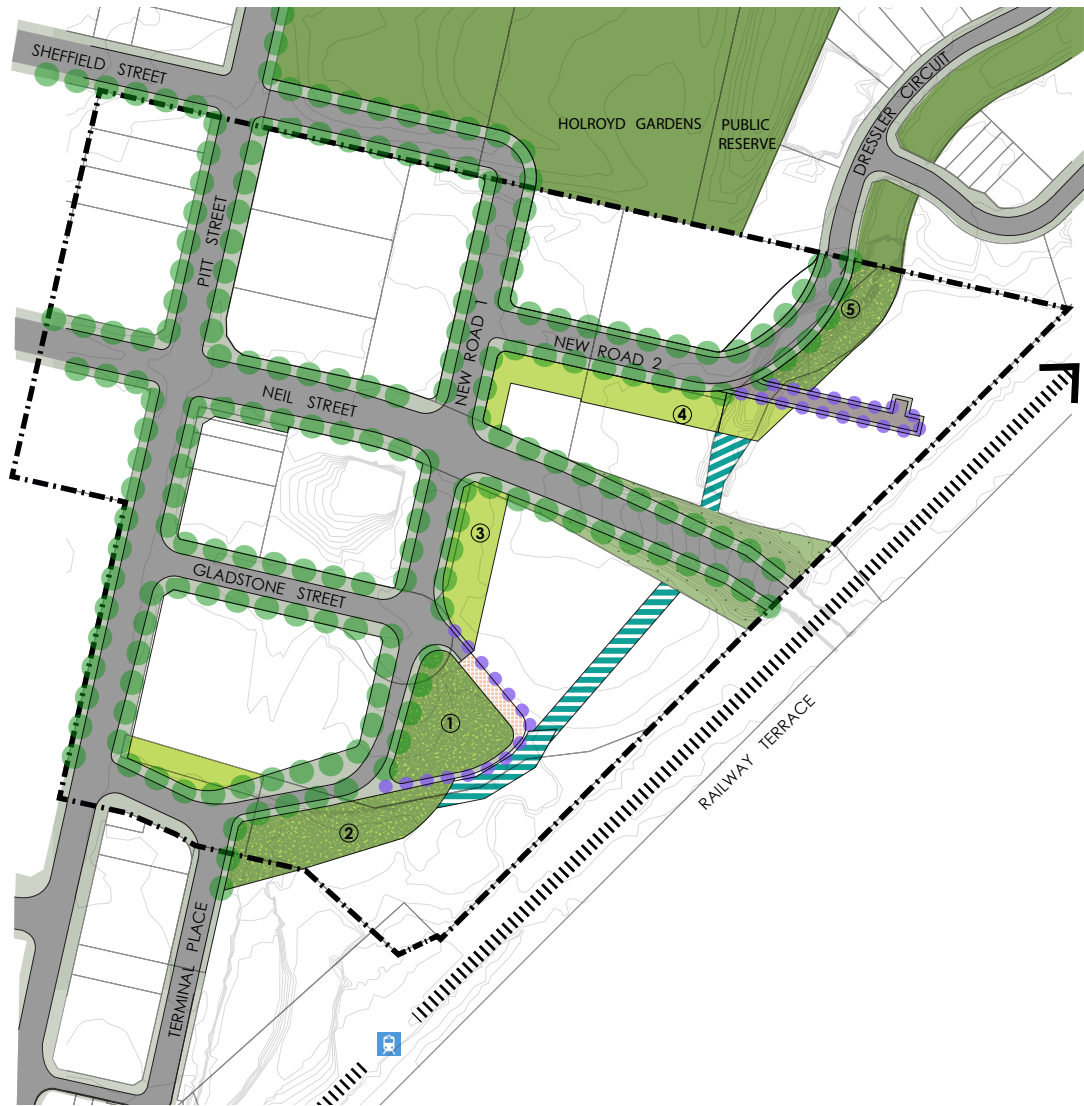 SHEFFIELD STREET
DRESSLER CIRCUIT
HOLROYD GARDENS PUBLIC
RESERVE
PITT STREET
NEW ROAD 1
5
NEW ROAD 2
NEIL STREET
4
3
GLADSTONE STREET
1
RAILWAY TERRACE
2
TERMINAL PLACE